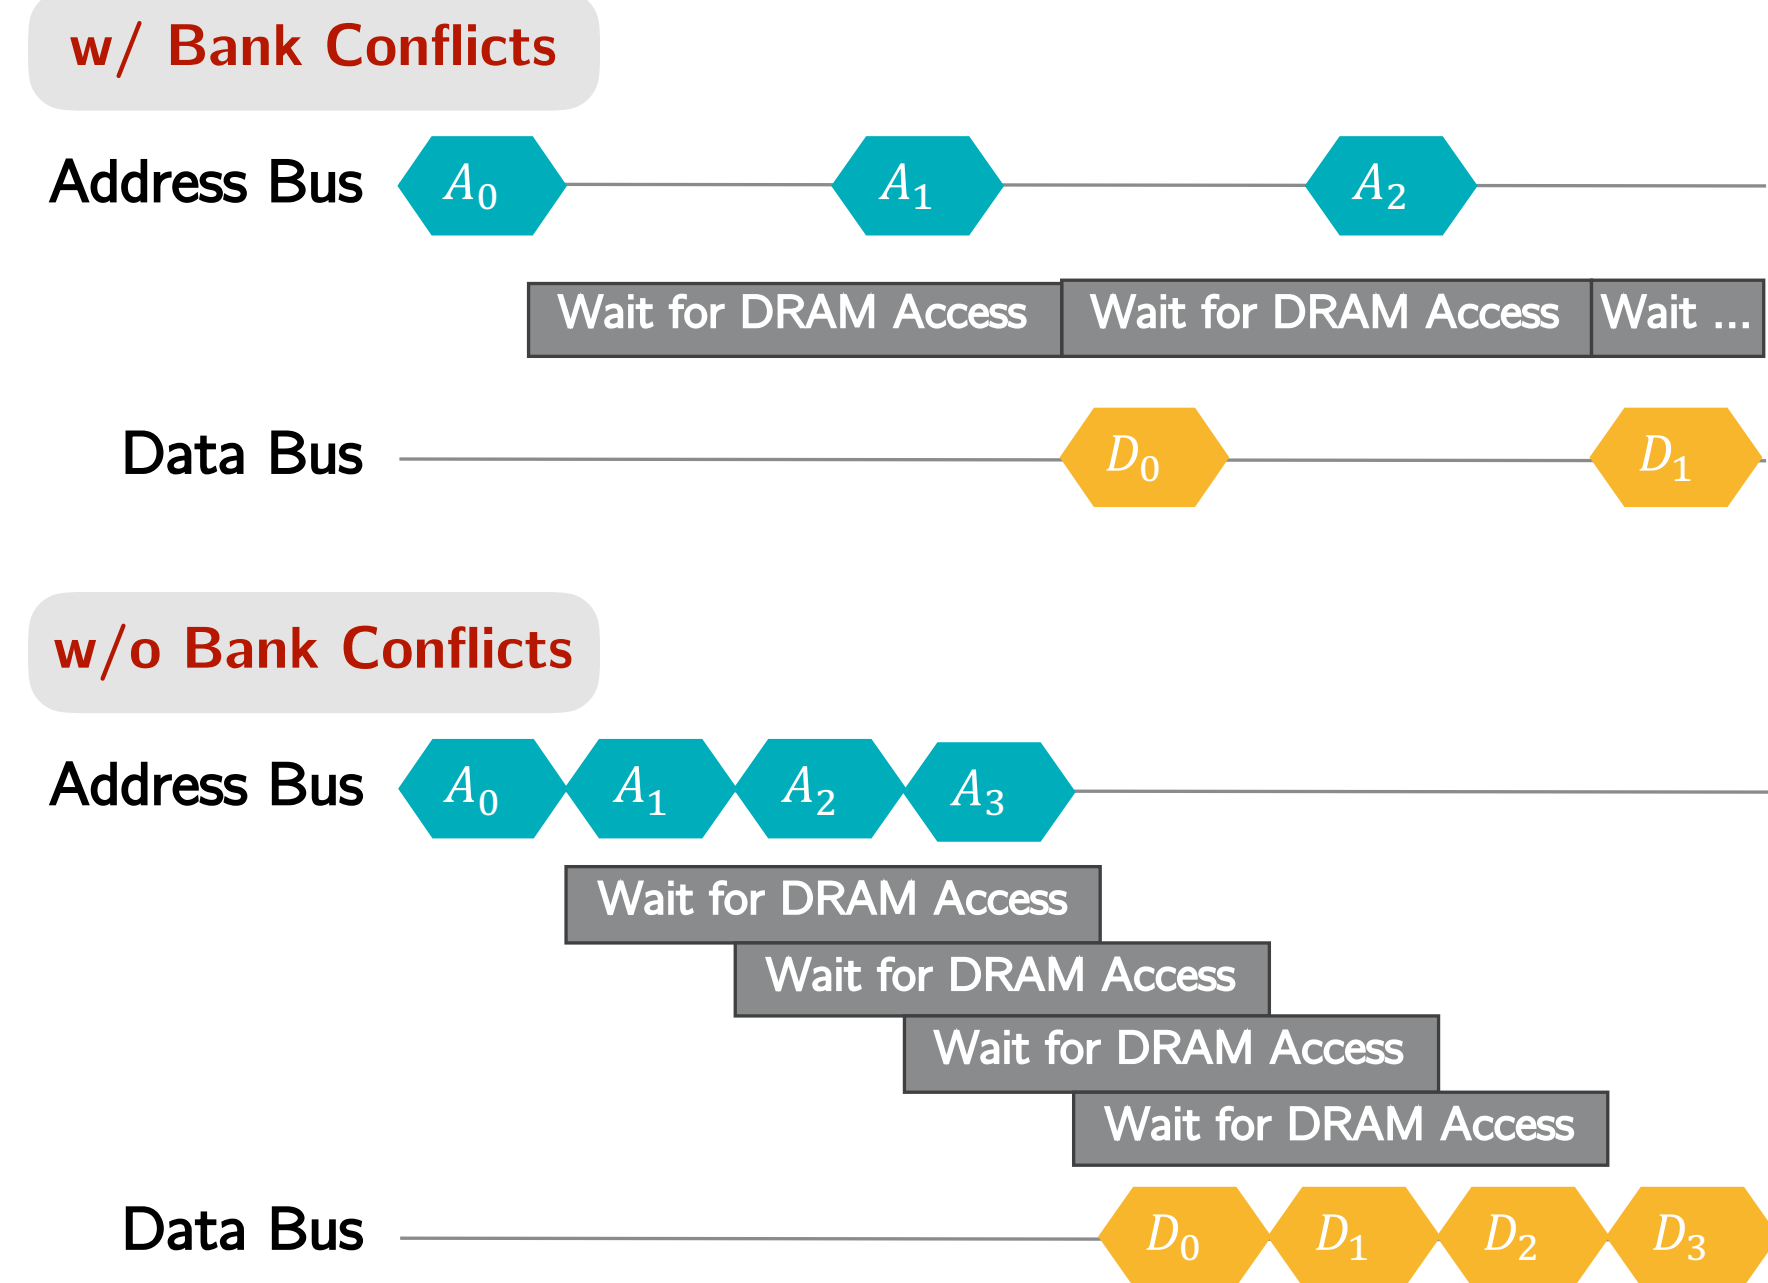 w/ Bank Conflicts
Address Bus A₀ A₁ A₂
Wait for DRAM Access Wait for DRAM Access Wait ...
Data Bus D₀ D₁
w/o Bank Conflicts
Address Bus A₀ A₁ A₂ A₃
Wait for DRAM Access
Wait for DRAM Access
Wait for DRAM Access
Wait for DRAM Access
Data Bus D₀ D₁ D₂ D₃